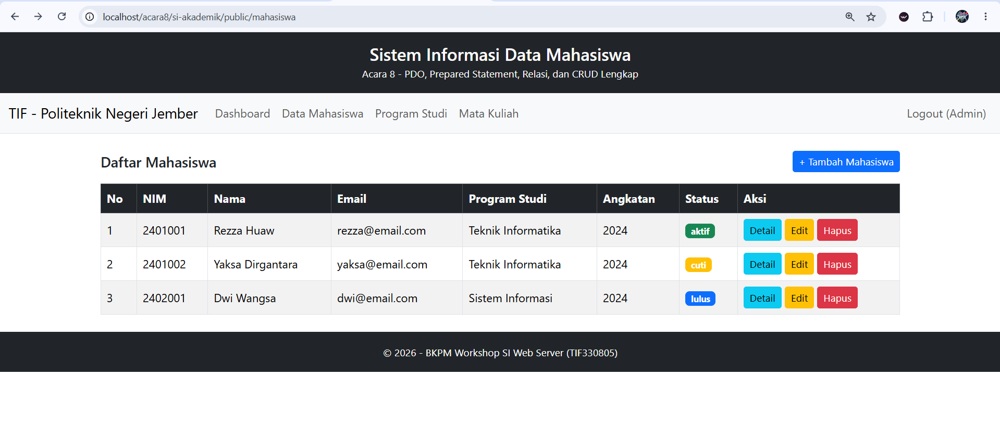 localhost/acara8/si-akademik/public/mahasiswa
Sistem Informasi Data Mahasiswa
Acara 8 - PDO, Prepared Statement, Relasi, dan CRUD Lengkap
TIF - Politeknik Negeri Jember Dashboard Data Mahasiswa Program Studi Mata Kuliah Logout (Admin)
Daftar Mahasiswa + Tambah Mahasiswa
No NIM Nama Email Program Studi Angkatan Status Aksi
1 2401001 Rezza Huaw rezza@email.com Teknik Informatika 2024 aktif Detail Edit Hapus
2 2401002 Yaksa Dirgantara yaksa@email.com Teknik Informatika 2024 cuti Detail Edit Hapus
3 2402001 Dwi Wangsa dwi@email.com Sistem Informasi 2024 lulus Detail Edit Hapus
© 2026 - BKPM Workshop SI Web Server (TIF330805)